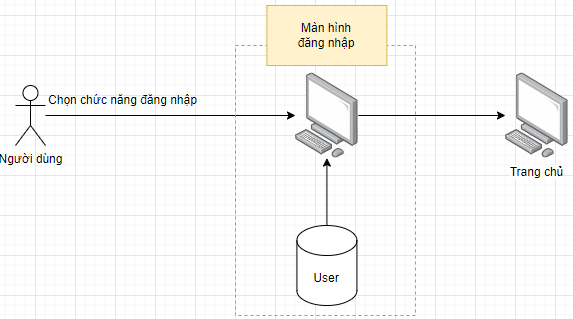 Màn hình
đăng nhập
Chọn chức năng đăng nhập
Người dùng
Trang chủ
User